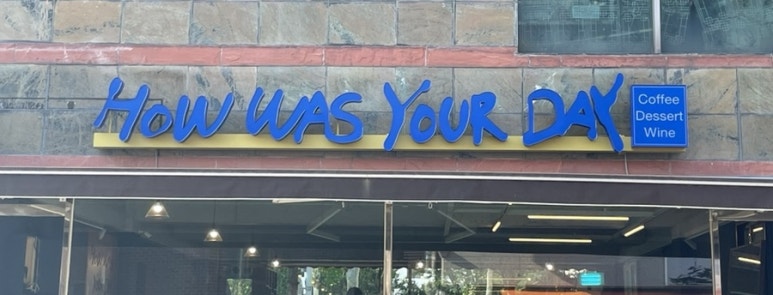 HOW WAS YOUR DAY
Coffee
Dessert
Wine